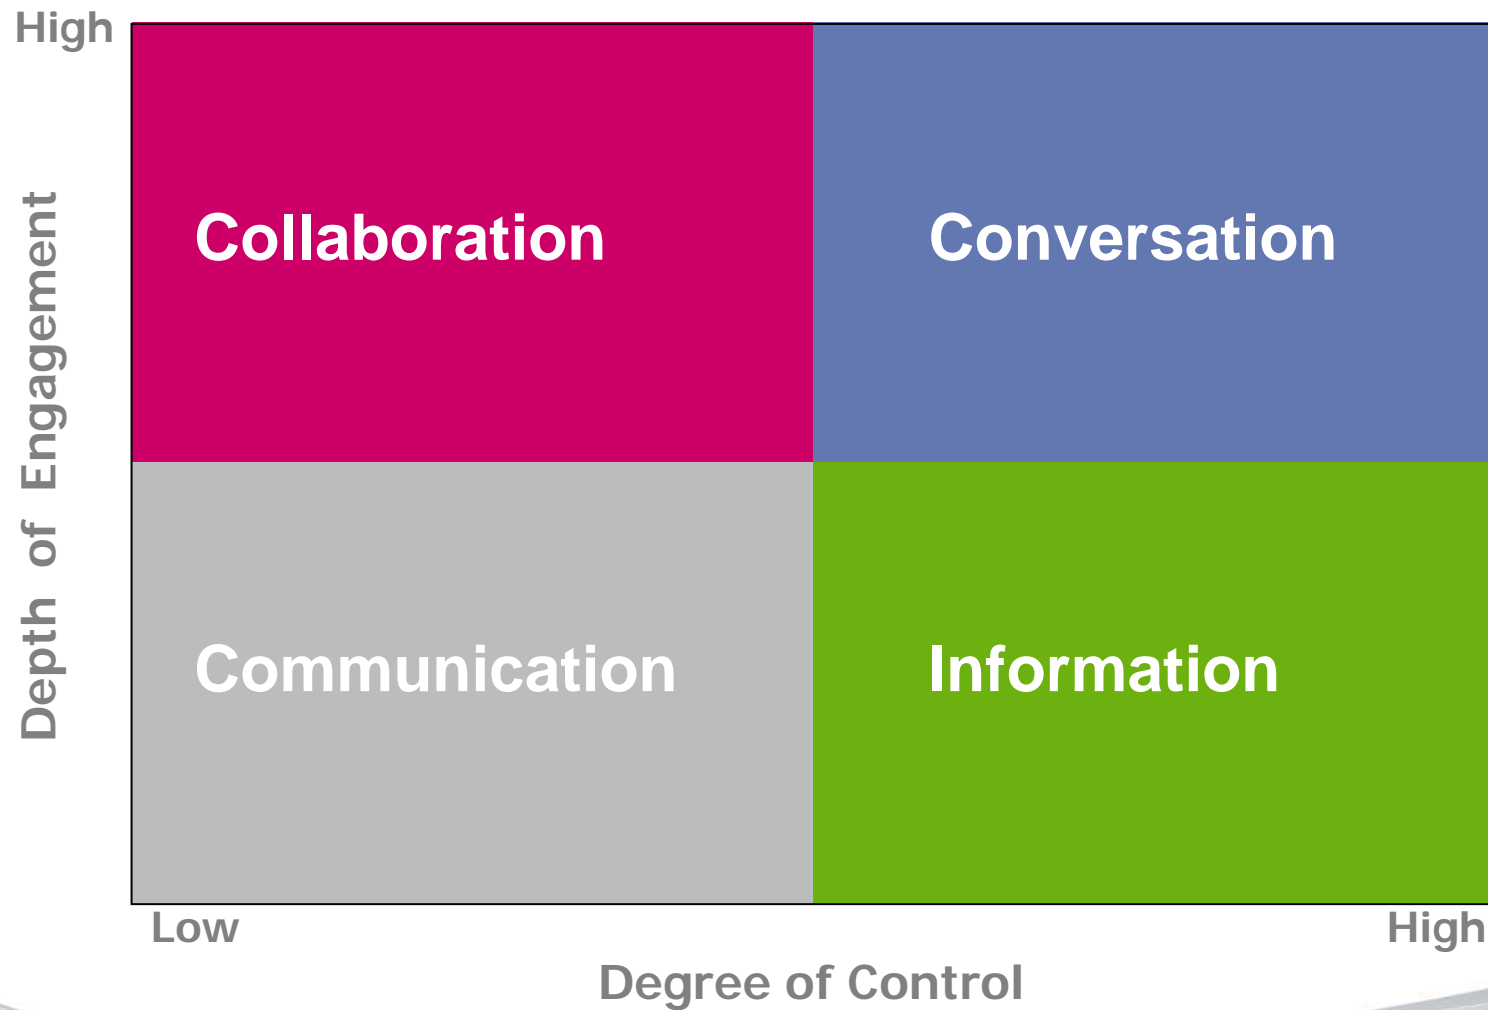 High
Depth of Engagement
Collaboration
Conversation
Communication
Information
Low
High
Degree of Control